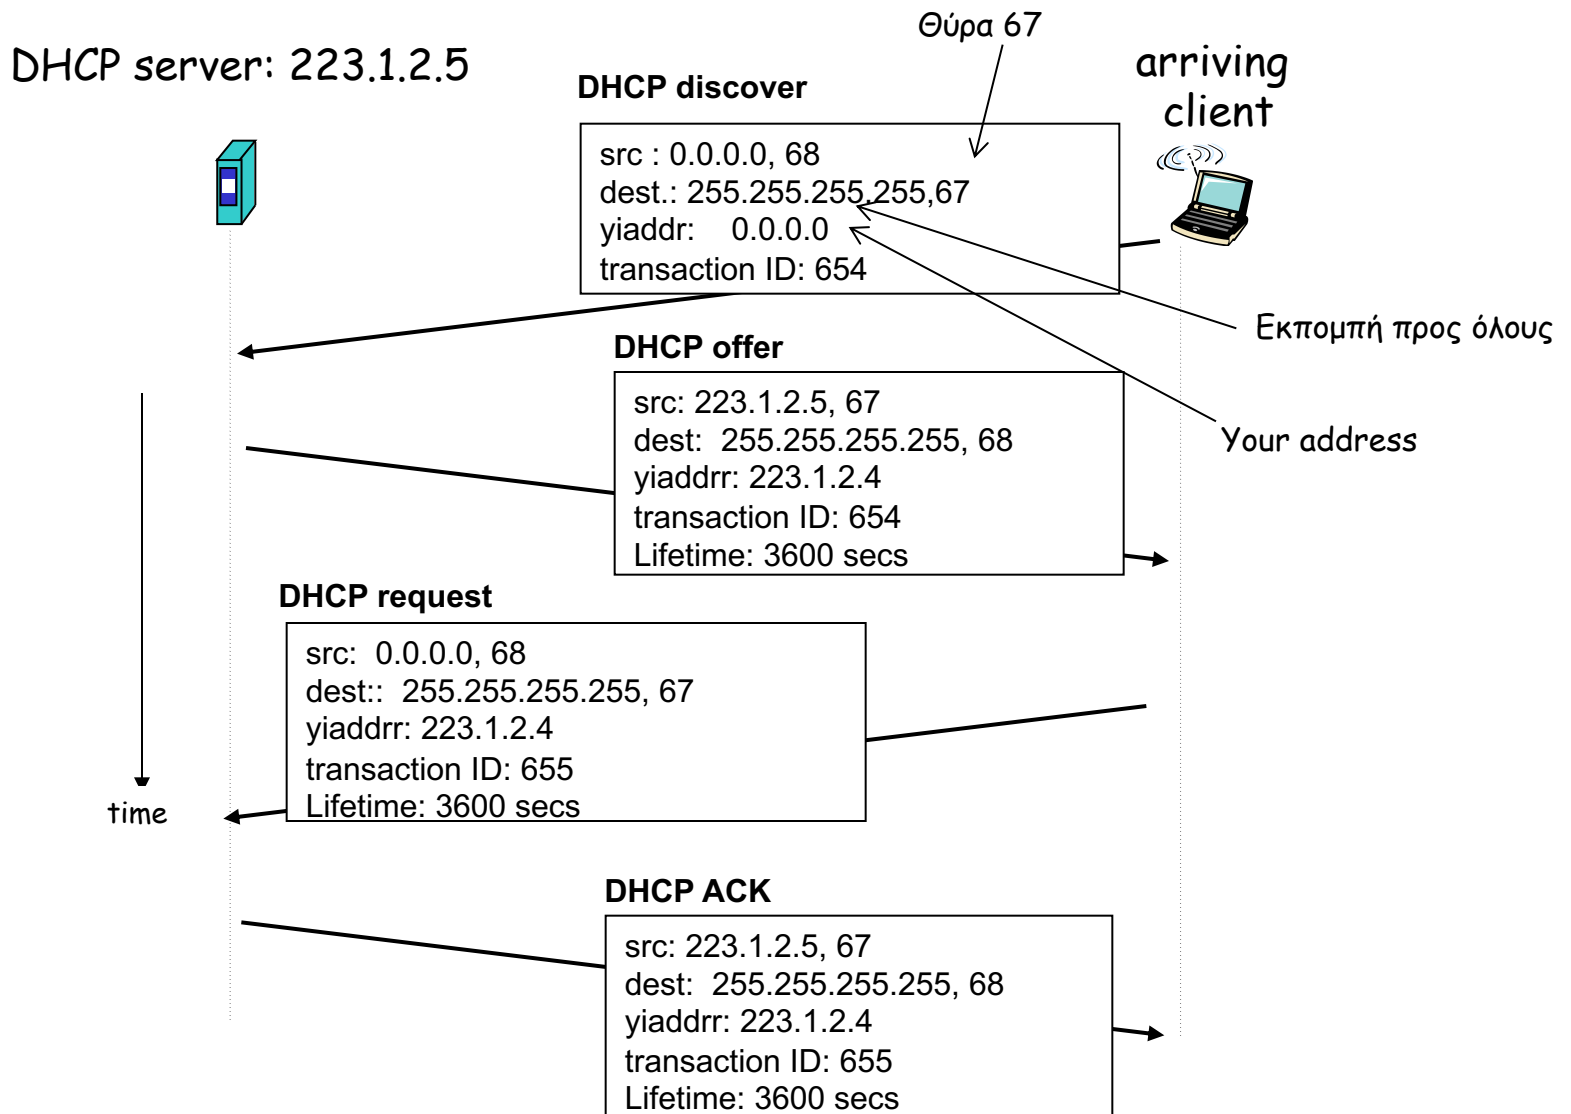 Θύρα 67
DHCP server: 223.1.2.5
arriving
client
DHCP discover
src : 0.0.0.0, 68
dest.: 255.255.255.255,67
yiaddr: 0.0.0.0
transaction ID: 654
Εκπομπή προς όλους
DHCP offer
src: 223.1.2.5, 67
dest: 255.255.255.255, 68
yiaddrr: 223.1.2.4
transaction ID: 654
Lifetime: 3600 secs
Your address
DHCP request
src: 0.0.0.0, 68
dest:: 255.255.255.255, 67
yiaddrr: 223.1.2.4
transaction ID: 655
Lifetime: 3600 secs
time
DHCP ACK
src: 223.1.2.5, 67
dest: 255.255.255.255, 68
yiaddrr: 223.1.2.4
transaction ID: 655
Lifetime: 3600 secs